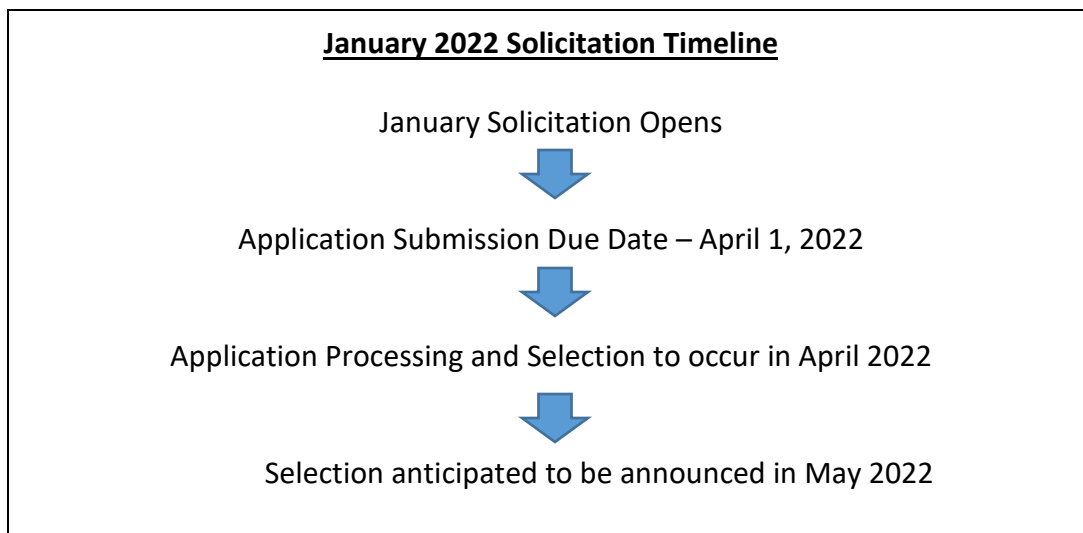 January 2022 Solicitation Timeline
January Solicitation Opens
Application Submission Due Date – April 1, 2022
Application Processing and Selection to occur in April 2022
Selection anticipated to be announced in May 2022